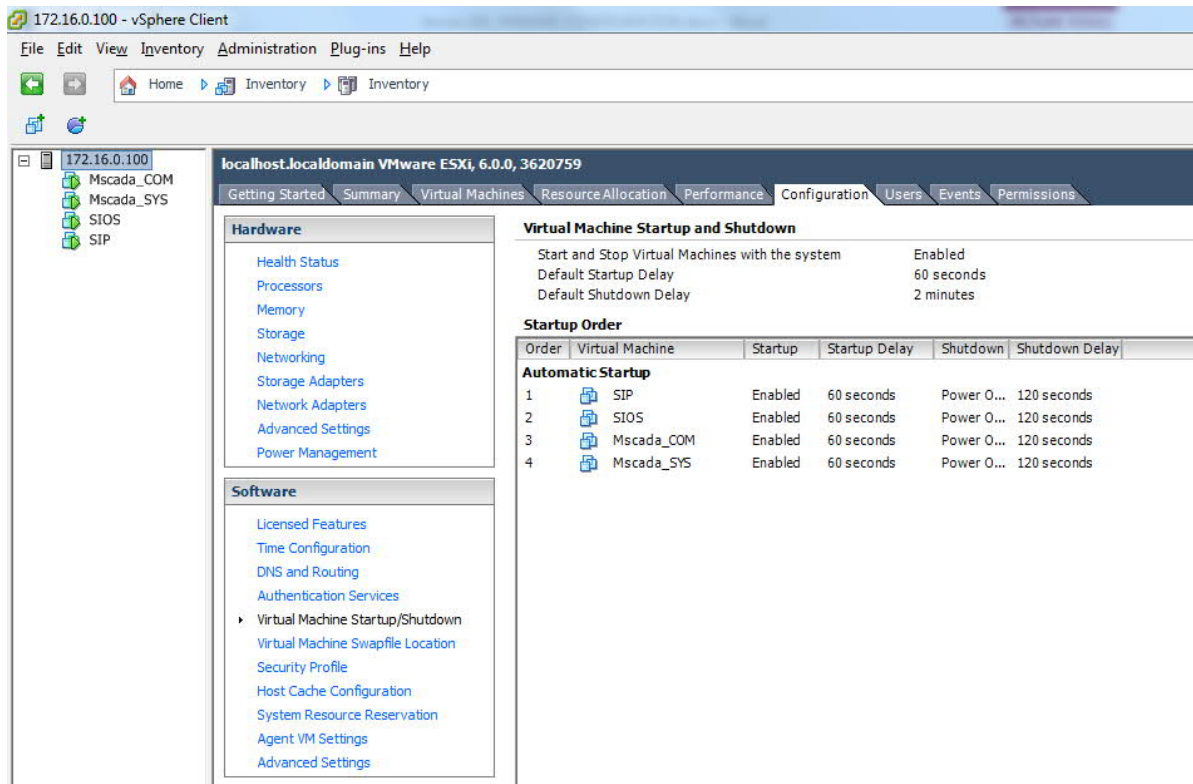 172.16.0.100 - vSphere Client
File Edit View Inventory Administration Plug-ins Help
Home Inventory Inventory
172.16.0.100
Mscada_COM
Mscada_SYS
SIOS
SIP
localhost.localdomain VMware ESXi, 6.0.0, 3620759
Getting Started Summary Virtual Machines Resource Allocation Performance Configuration Users Events Permissions
Hardware
Health Status
Processors
Memory
Storage
Networking
Storage Adapters
Network Adapters
Advanced Settings
Power Management
Software
Licensed Features
Time Configuration
DNS and Routing
Authentication Services
Virtual Machine Startup/Shutdown
Virtual Machine Swapfile Location
Security Profile
Host Cache Configuration
System Resource Reservation
Agent VM Settings
Advanced Settings
Virtual Machine Startup and Shutdown
Start and Stop Virtual Machines with the system Enabled
Default Startup Delay 60 seconds
Default Shutdown Delay 2 minutes
Startup Order
Order Virtual Machine Startup Startup Delay Shutdown Shutdown Delay
Automatic Startup
1 SIP Enabled 60 seconds Power O... 120 seconds
2 SIOS Enabled 60 seconds Power O... 120 seconds
3 Mscada_COM Enabled 60 seconds Power O... 120 seconds
4 Mscada_SYS Enabled 60 seconds Power O... 120 seconds